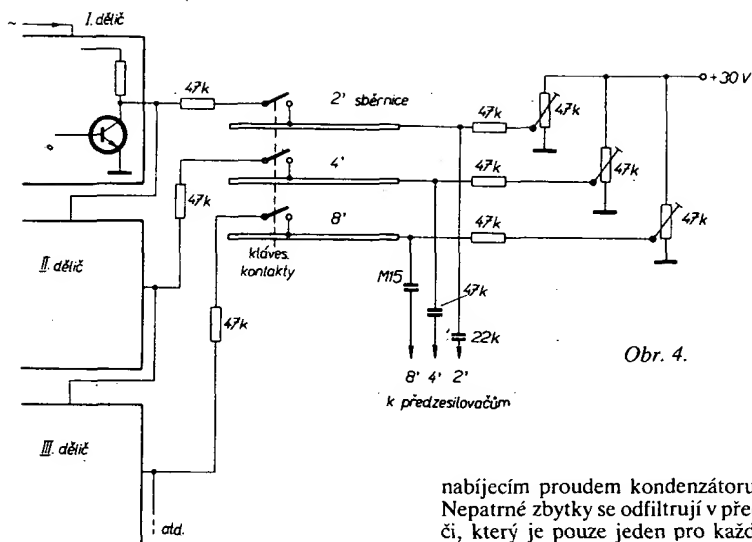 ~
I. dělič
47k
2' sběrnice
47k
47k
+30 V
4'
47k
47k
47k
8'
47k
47k
II. dělič
kláves.
kontakty
M15
47k
47k
22k
Obr. 4.
8' 4' 2'
k předzesilovačům
III. dělič
atd.
nabíjecím proudem kondenzátoru
Nepatrné zbytky se odfiltrují v pře
či, který je pouze jeden pro každ